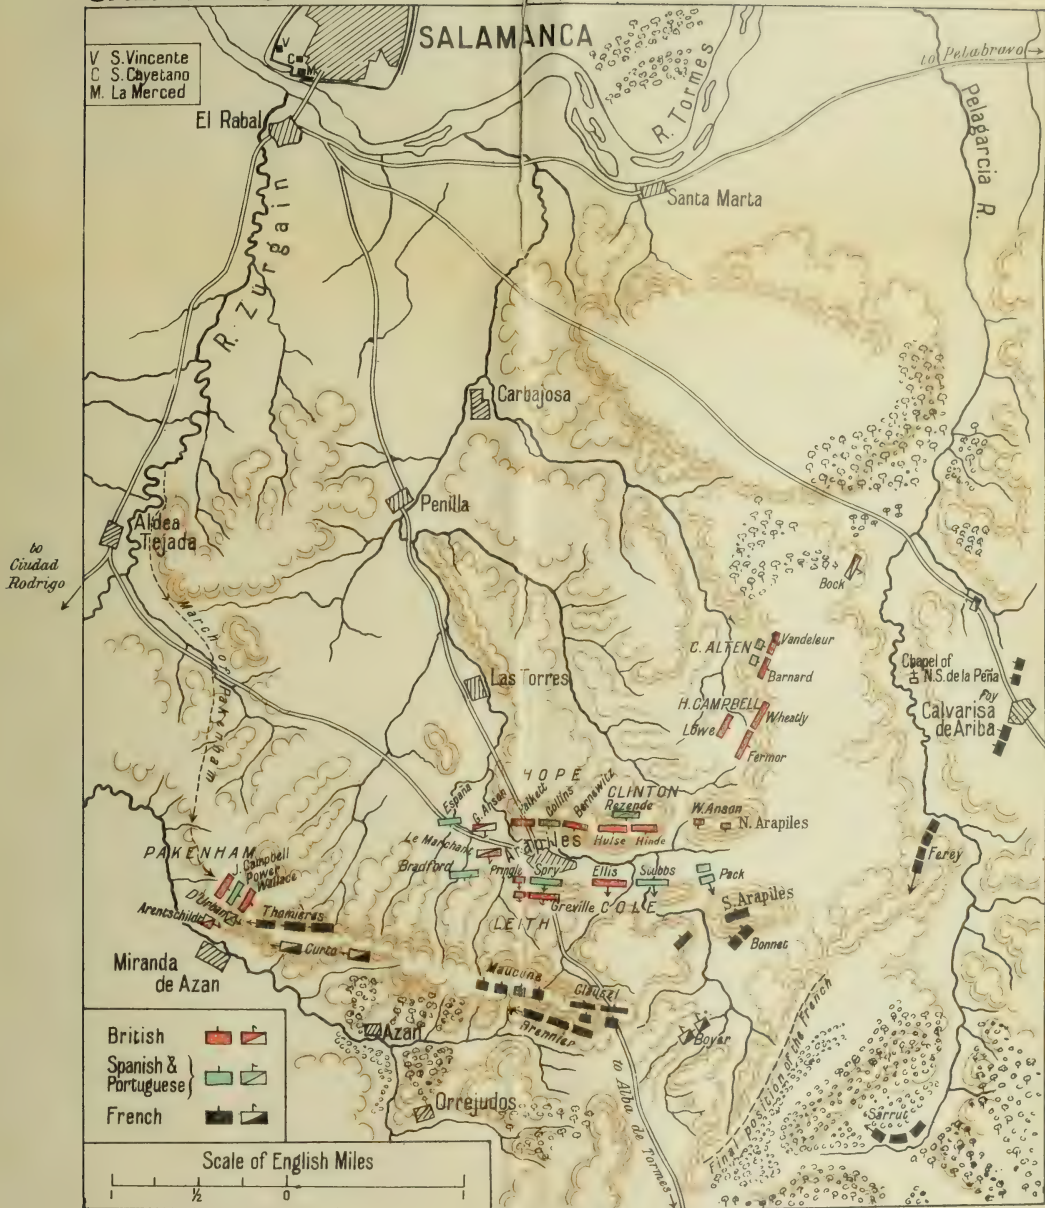 SALAMANCA
V S.Vincente
C S.Cayetano
M. La Merced
V
C
M
to Pelabravo
El Rabal
R. TORMES
Pelagarcia R.
Santa Marta
R. Zurgain
Carbajosa
Penilla
Aldea
Tejada
to
Ciudad
Rodrigo
March of Pakenham
Bock
C. ALTEN
Vandeleur
Barnard
Chapel of
N.S. de la Peña
Foy
Calvarisa
de Ariba
Las Torres
H. CAMPBELL
Wheatly
Löwe
Fermor
HOPE
España
G. Anson
Halkett
Collins
Bernewitz
CLINTON
Rezende
Hulse
Hinde
W. Anson
N. Arapiles
Le Marchant
Arapiles
Bradford
Pringle
Spry
Ellis
Stubbs
Pack
Ferey
PAKENHAM
J. Campbell
Power
Wallace
D'Urban
Arentschildt
Thomières
Greville
COLE
S. Arapiles
LEITH
Bonnet
Curto
Miranda
de Azan
Maucune
Clauzel
Brennier
Azan
Boyer
Orrejudos
to Alba de Tormes
Final position of the French
Sarrut
British
Spanish &
Portuguese
French
Scale of English Miles
1 ½ 0 1